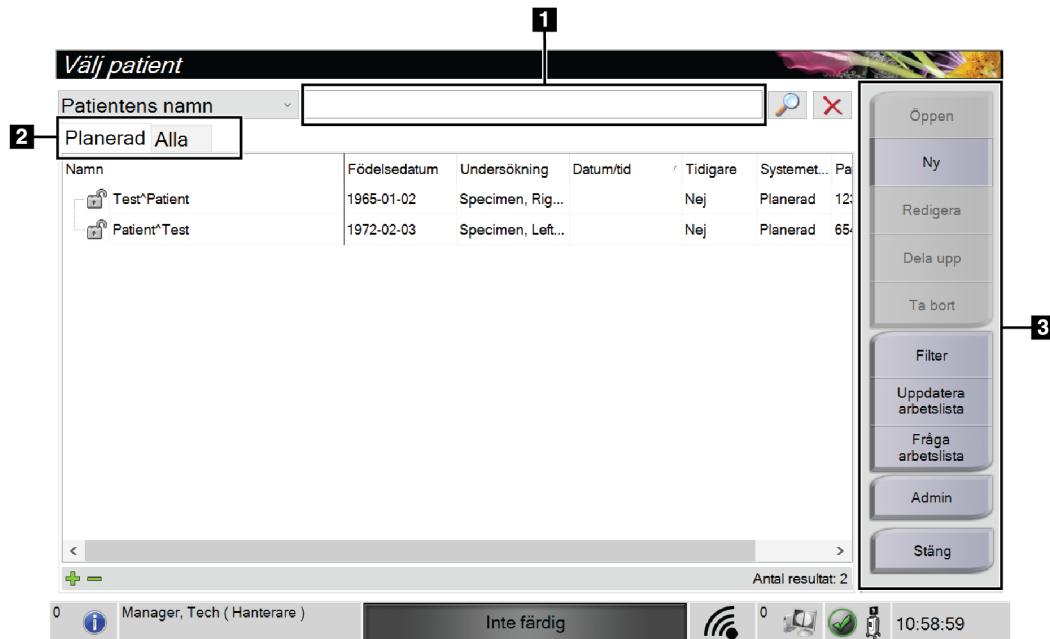 1
Välj patient
Patientens namn
2
Planerad Alla
Namn Födelsedatum Undersökning Datum/tid Tidigare Systemet... Pa
Test^Patient 1965-01-02 Specimen, Rig... Nej Planerad 123
Patient^Test 1972-02-03 Specimen, Left... Nej Planerad 654
Öppen
Ny
Redigera
Dela upp
Ta bort
3
Filter
Uppdatera
arbetslista
Fråga
arbetslista
Admin
Stäng
Antal resultat: 2
0 Manager, Tech ( Hanterare ) Inte färdig 0 10:58:59